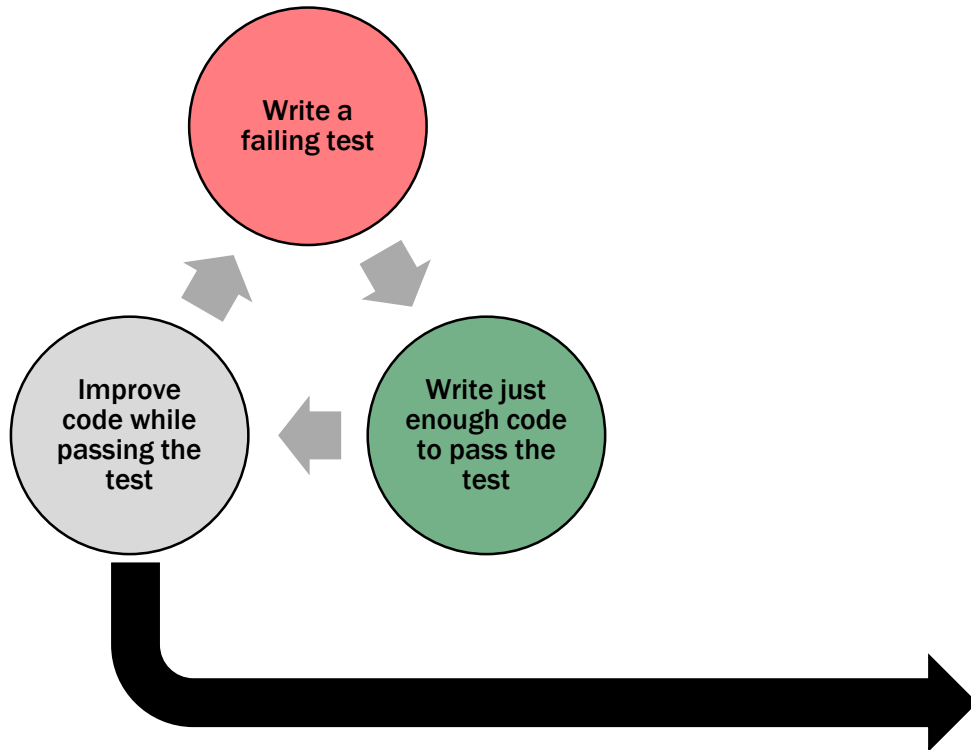 Write a
failing test
Improve
code while
passing the
test
Write just
enough code
to pass the
test